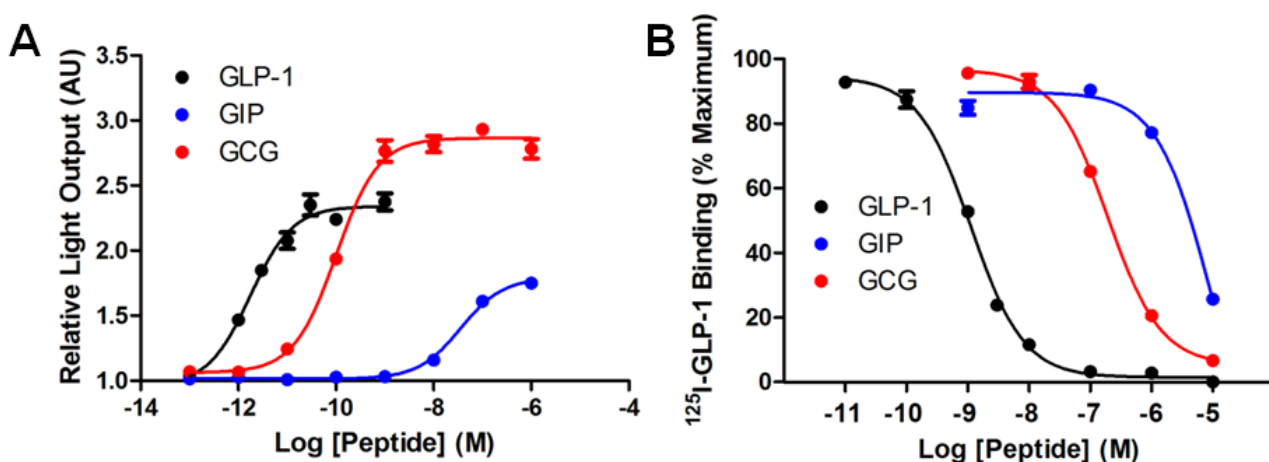 A
Relative Light Output (AU)
3.5
3.0
2.5
2.0
1.5
1.0
GLP-1
GIP
GCG
-14
-12
-10
-8
-6
-4
Log [Peptide] (M)
B
¹²⁵I-GLP-1 Binding (% Maximum)
100
80
60
40
20
0
GLP-1
GIP
GCG
-11
-10
-9
-8
-7
-6
-5
Log [Peptide] (M)